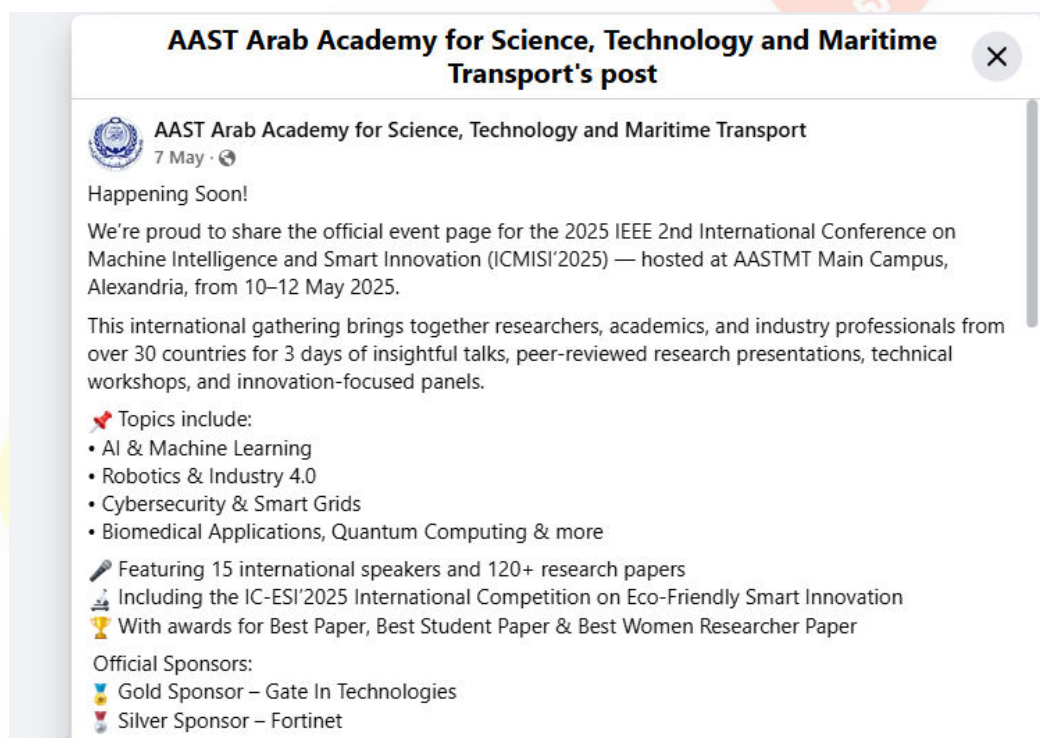 AAST Arab Academy for Science, Technology and Maritime
Transport's post
AAST Arab Academy for Science, Technology and Maritime Transport
7 May ·
Happening Soon!
We're proud to share the official event page for the 2025 IEEE 2nd International Conference on
Machine Intelligence and Smart Innovation (ICMISI'2025) — hosted at AASTMT Main Campus,
Alexandria, from 10–12 May 2025.
This international gathering brings together researchers, academics, and industry professionals from
over 30 countries for 3 days of insightful talks, peer-reviewed research presentations, technical
workshops, and innovation-focused panels.
📌 Topics include:
• AI & Machine Learning
• Robotics & Industry 4.0
• Cybersecurity & Smart Grids
• Biomedical Applications, Quantum Computing & more
🎤 Featuring 15 international speakers and 120+ research papers
🔬 Including the IC-ESI'2025 International Competition on Eco-Friendly Smart Innovation
🏆 With awards for Best Paper, Best Student Paper & Best Women Researcher Paper
Official Sponsors:
🥇 Gold Sponsor – Gate In Technologies
🥈 Silver Sponsor – Fortinet